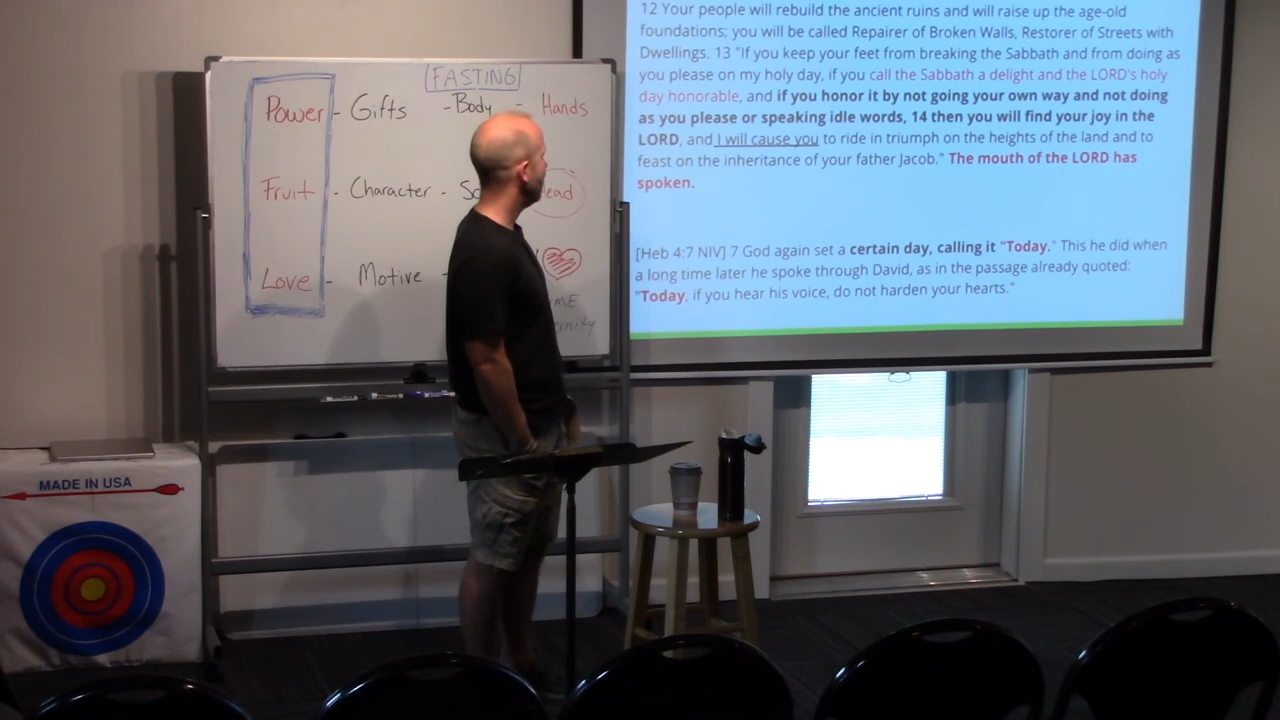 FASTING
Power - Gifts - Body - Hands
Fruit - Character -
Love - Motive -
MADE IN USA
12 Your people will rebuild the ancient ruins and will raise up the age-old
foundations; you will be called Repairer of Broken Walls, Restorer of Streets with
Dwellings. 13 "If you keep your feet from breaking the Sabbath and from doing as
you please on my holy day, if you call the Sabbath a delight and the LORD's holy
day honorable, and if you honor it by not going your own way and not doing
as you please or speaking idle words, 14 then you will find your joy in the
LORD, and I will cause you to ride in triumph on the heights of the land and to
feast on the inheritance of your father Jacob." The mouth of the LORD has
spoken.
[Heb 4:7 NIV] 7 God again set a certain day, calling it "Today." This he did when
a long time later he spoke through David, as in the passage already quoted:
"Today, if you hear his voice, do not harden your hearts."